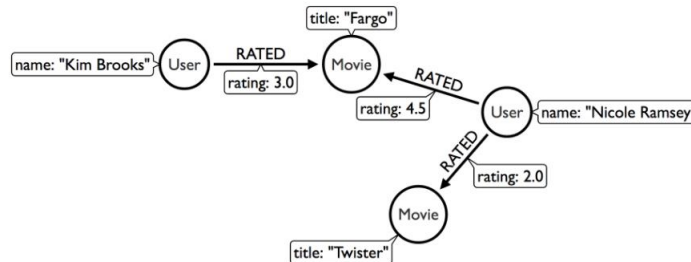 title: "Fargo"
name: "Kim Brooks"
User
RATED
rating: 3.0
Movie
RATED
rating: 4.5
User
name: "Nicole Ramsey
RATED
rating: 2.0
Movie
title: "Twister"